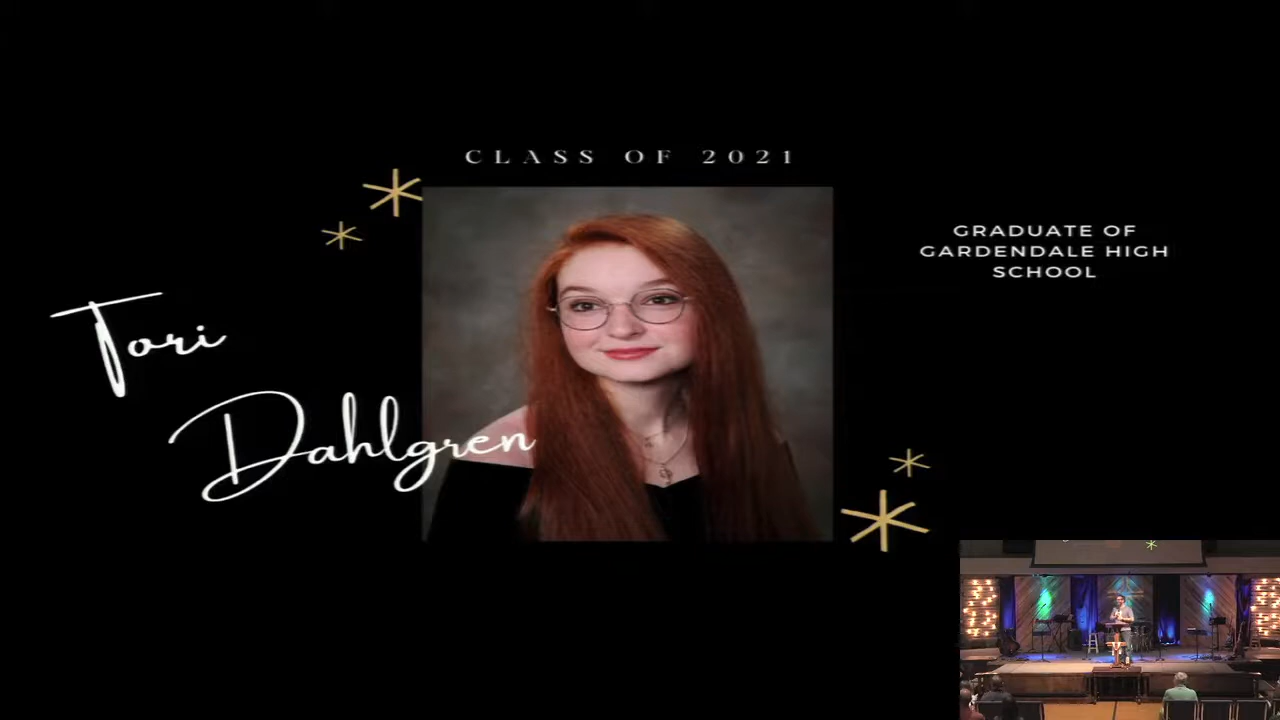 CLASS OF 2021
Tori
Dahlgren
GRADUATE OF
GARDENDALE HIGH
SCHOOL